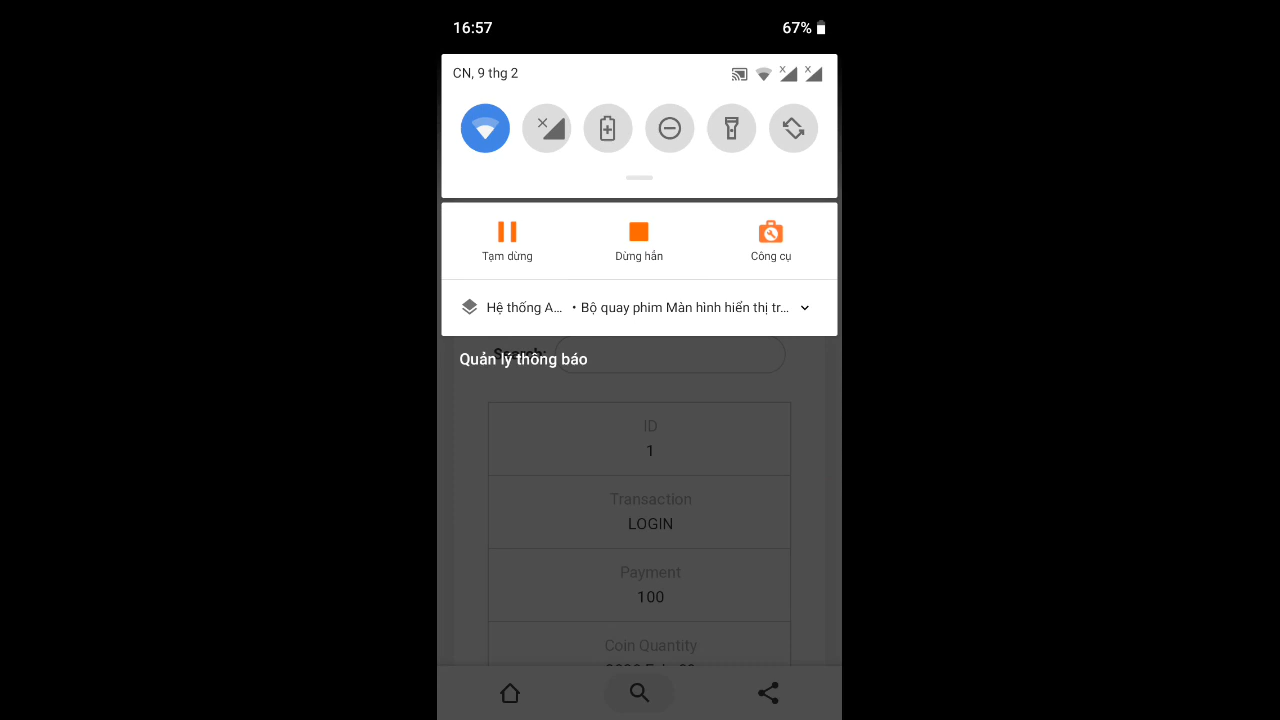 16:57
67%
CN, 9 thg 2
Tạm dừng
Dừng hẳn
Công cụ
Hệ thống A... • Bộ quay phim Màn hình hiển thị tr...
Search:
Quản lý thông báo
ID
1
Transaction
LOGIN
Payment
100
Coin Quantity